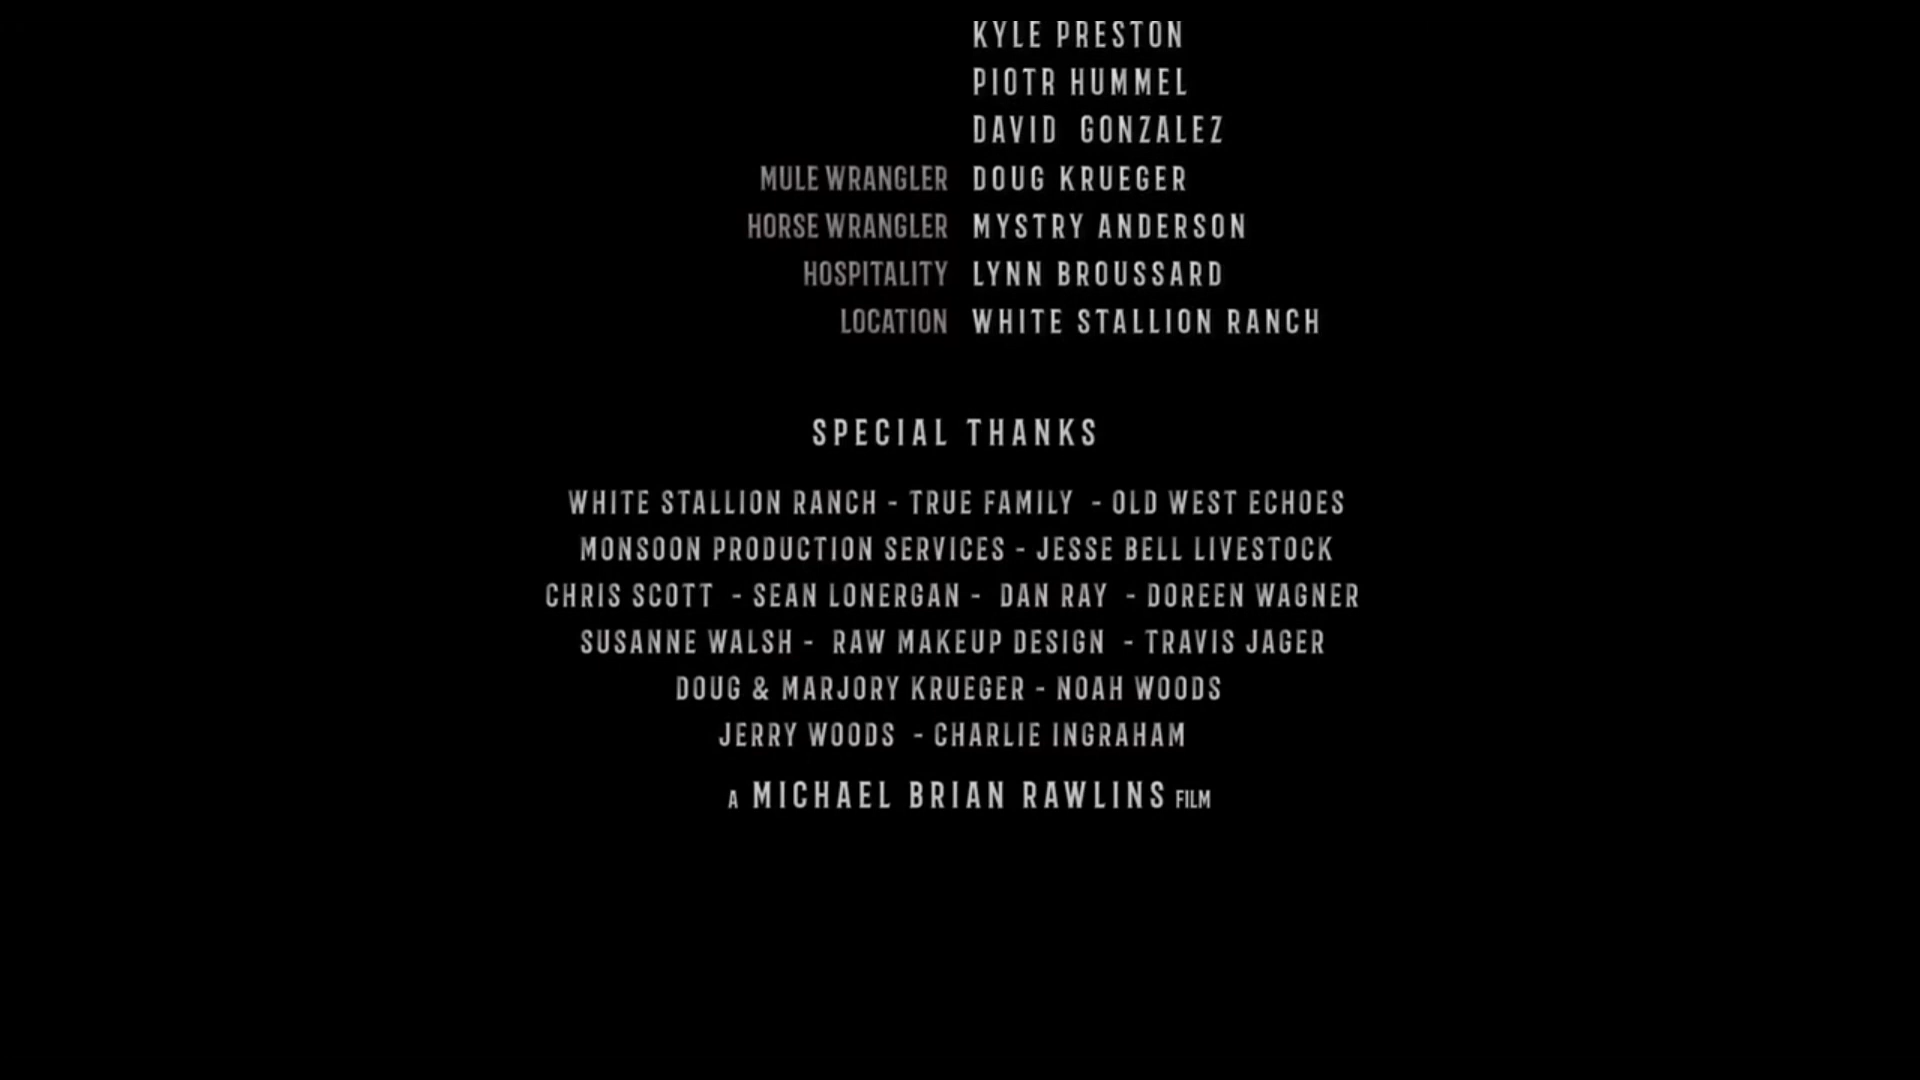 KYLE PRESTON
PIOTR HUMMEL
DAVID GONZALEZ
MULE WRANGLER DOUG KRUEGER
HORSE WRANGLER MYSTRY ANDERSON
HOSPITALITY LYNN BROUSSARD
LOCATION WHITE STALLION RANCH
SPECIAL THANKS
WHITE STALLION RANCH - TRUE FAMILY - OLD WEST ECHOES
MONSOON PRODUCTION SERVICES - JESSE BELL LIVESTOCK
CHRIS SCOTT - SEAN LONERGAN - DAN RAY - DOREEN WAGNER
SUSANNE WALSH - RAW MAKEUP DESIGN - TRAVIS JAGER
DOUG & MARJORY KRUEGER - NOAH WOODS
JERRY WOODS - CHARLIE INGRAHAM
A MICHAEL BRIAN RAWLINS FILM